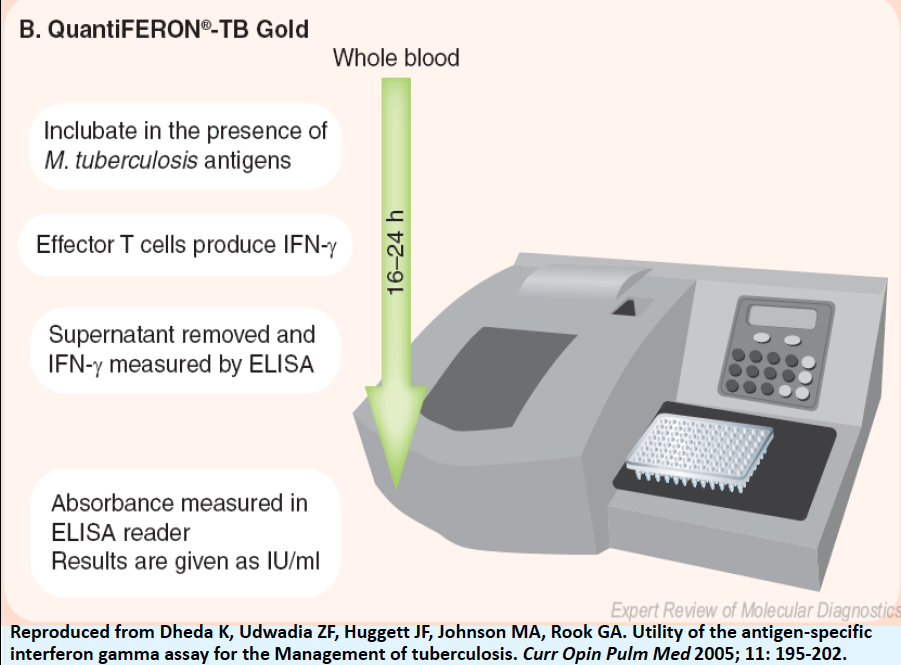 B. QuantiFERON®-TB Gold
Whole blood
Inclubate in the presence of
M. tuberculosis antigens
Effector T cells produce IFN-γ
16–24 h
Supernatant removed and
IFN-γ measured by ELISA
Absorbance measured in
ELISA reader
Results are given as IU/ml
Expert Review of Molecular Diagnostics
Reproduced from Dheda K, Udwadia ZF, Huggett JF, Johnson MA, Rook GA. Utility of the antigen-specific
interferon gamma assay for the Management of tuberculosis. Curr Opin Pulm Med 2005; 11: 195-202.